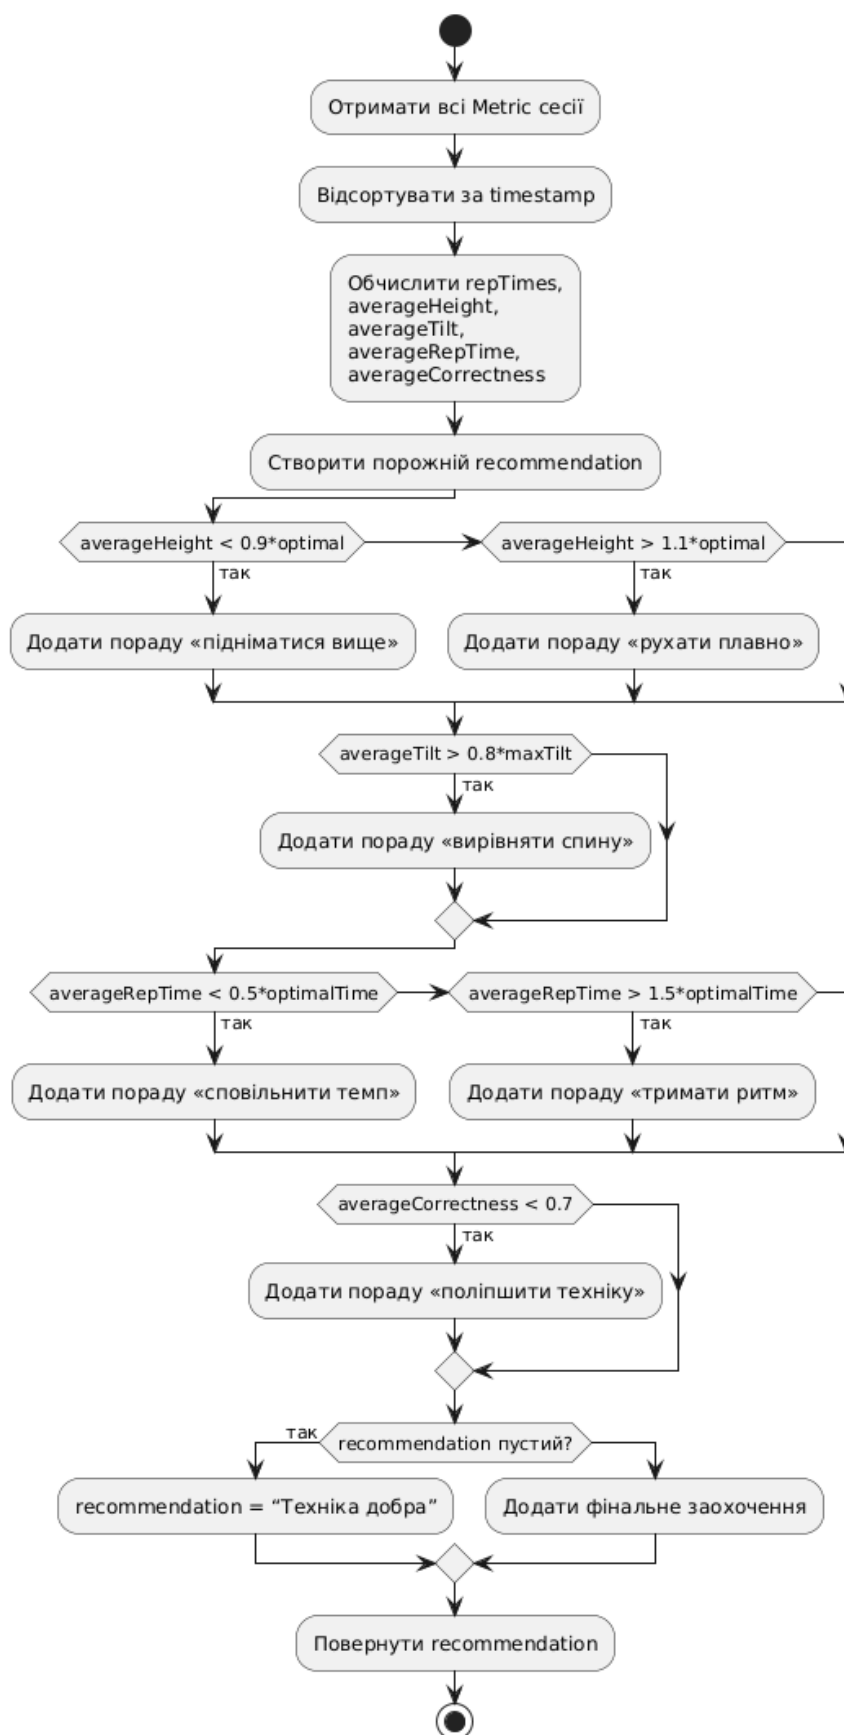 Отримати всі Metric сесії
Відсортувати за timestamp
Обчислити repTimes,
averageHeight,
averageTilt,
averageRepTime,
averageCorrectness
Створити порожній recommendation
averageHeight < 0.9*optimal
averageHeight > 1.1*optimal
так
так
Додати пораду «підніматися вище»
Додати пораду «рухати плавно»
averageTilt > 0.8*maxTilt
так
Додати пораду «вирівняти спину»
averageRepTime < 0.5*optimalTime
averageRepTime > 1.5*optimalTime
так
так
Додати пораду «сповільнити темп»
Додати пораду «тримати ритм»
averageCorrectness < 0.7
так
Додати пораду «поліпшити техніку»
так
recommendation пустий?
recommendation = “Техніка добра”
Додати фінальне заохочення
Повернути recommendation